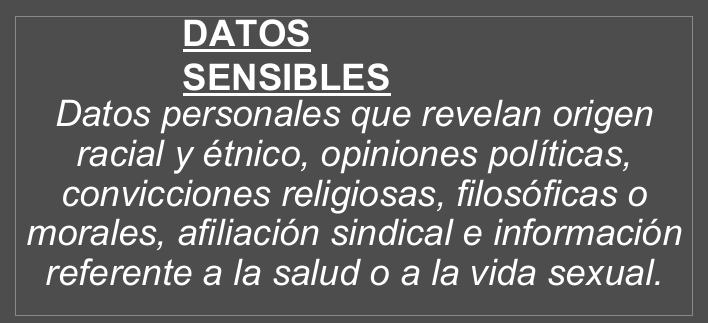 DATOS
SENSIBLES
Datos personales que revelan origen
racial y étnico, opiniones políticas,
convicciones religiosas, filosóficas o
morales, afiliación sindical e información
referente a la salud o a la vida sexual.